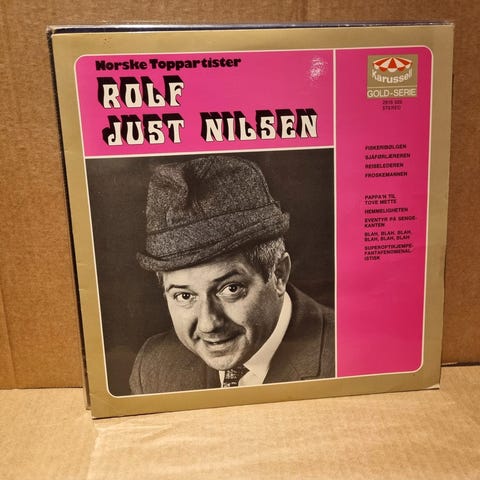 Norske Toppartister
ROLF
JUST NILSEN
Karussell
GOLD-SERIE
STEREO
FISKERIBØLGEN
SJÅFØRLÆREREN
REISELEDEREN
FROSKEMANNEN
PAPPA'N TIL
TOVE METTE
HEMMELIGHETEN
EVENTYR PÅ SENGE-
KANTEN
BLAH, BLAH, BLAH,
BLAH, BLAH, BLAH
SUPEROPTIKJEMPE-
FANTAFENOMENAL-
ISTISK